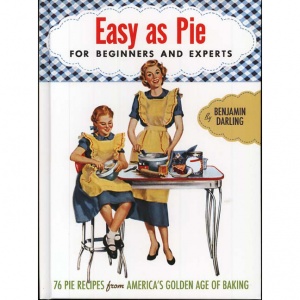 Easy as Pie
FOR BEGINNERS AND EXPERTS
by
BENJAMIN
DARLING
76 PIE RECIPES from AMERICA'S GOLDEN AGE OF BAKING